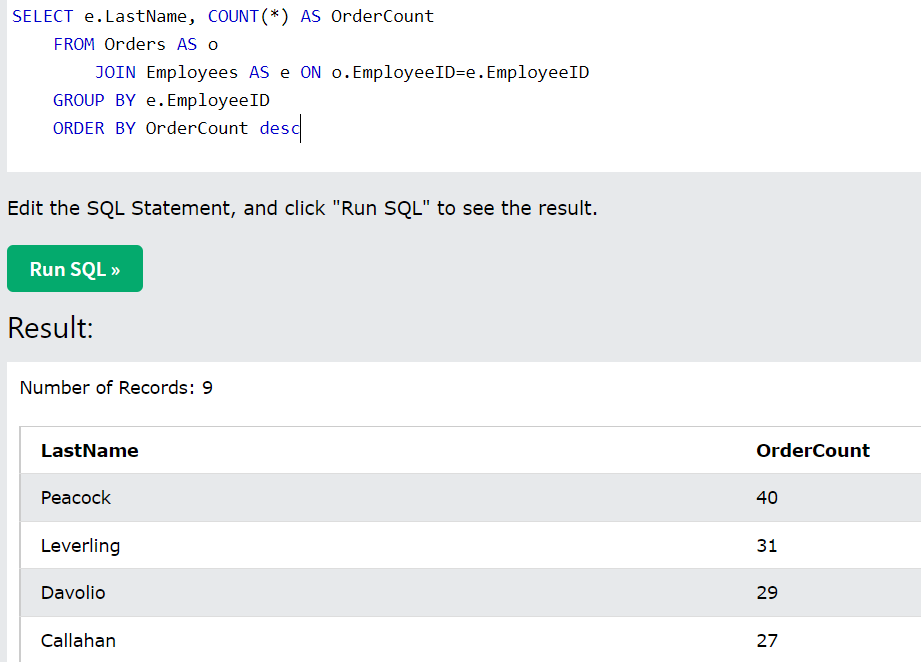 SELECT e.LastName, COUNT(*) AS OrderCount
FROM Orders AS o
JOIN Employees AS e ON o.EmployeeID=e.EmployeeID
GROUP BY e.EmployeeID
ORDER BY OrderCount desc
Edit the SQL Statement, and click "Run SQL" to see the result.
Run SQL »
Result:
Number of Records: 9
LastName OrderCount
Peacock 40
Leverling 31
Davolio 29
Callahan 27